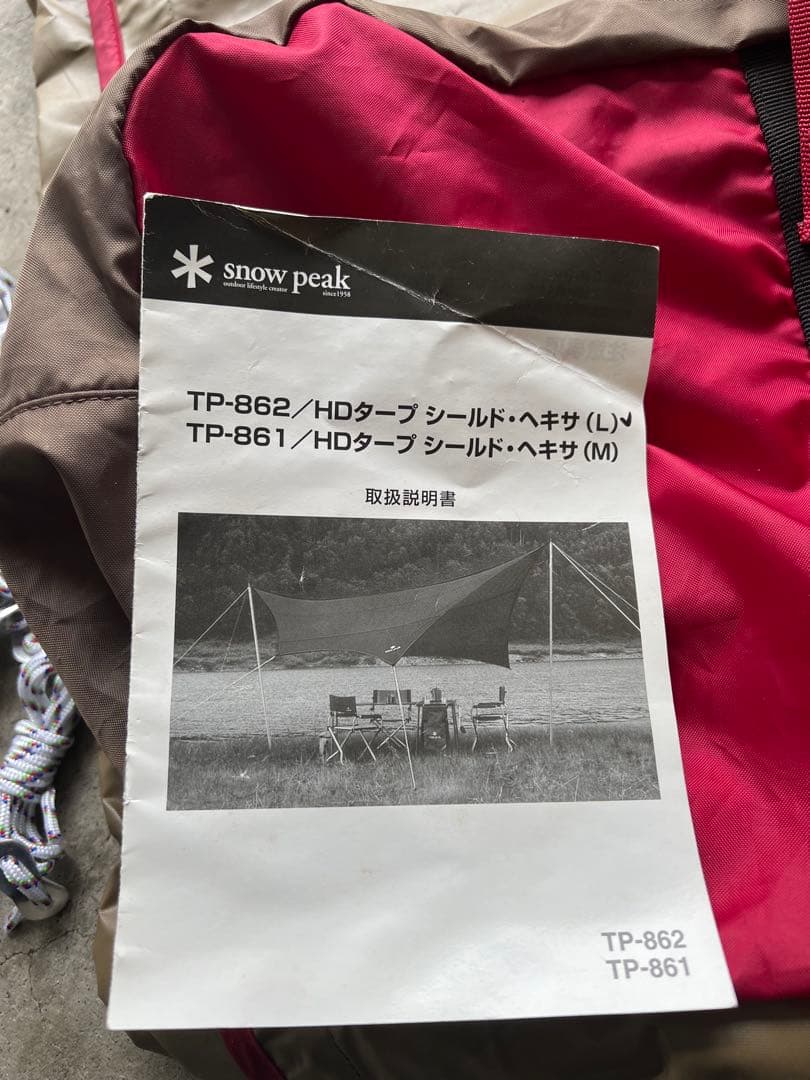 snow peak
outdoor lifestyle creator
since1958
TP-862/HDタープ シールド・ヘキサ(L)✓
TP-861/HDタープ シールド・ヘキサ(M)
取扱説明書
TP-862
TP-861